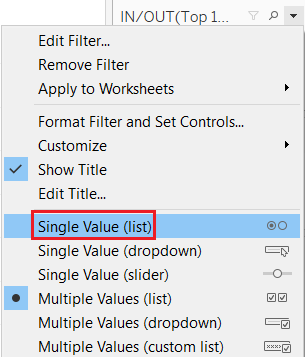 IN/OUT(Top 1...
Edit Filter...
Remove Filter
Apply to Worksheets
Format Filter and Set Controls...
Customize
Show Title
Edit Title...
Single Value (list)
Single Value (dropdown)
Single Value (slider)
Multiple Values (list)
Multiple Values (dropdown)
Multiple Values (custom list)